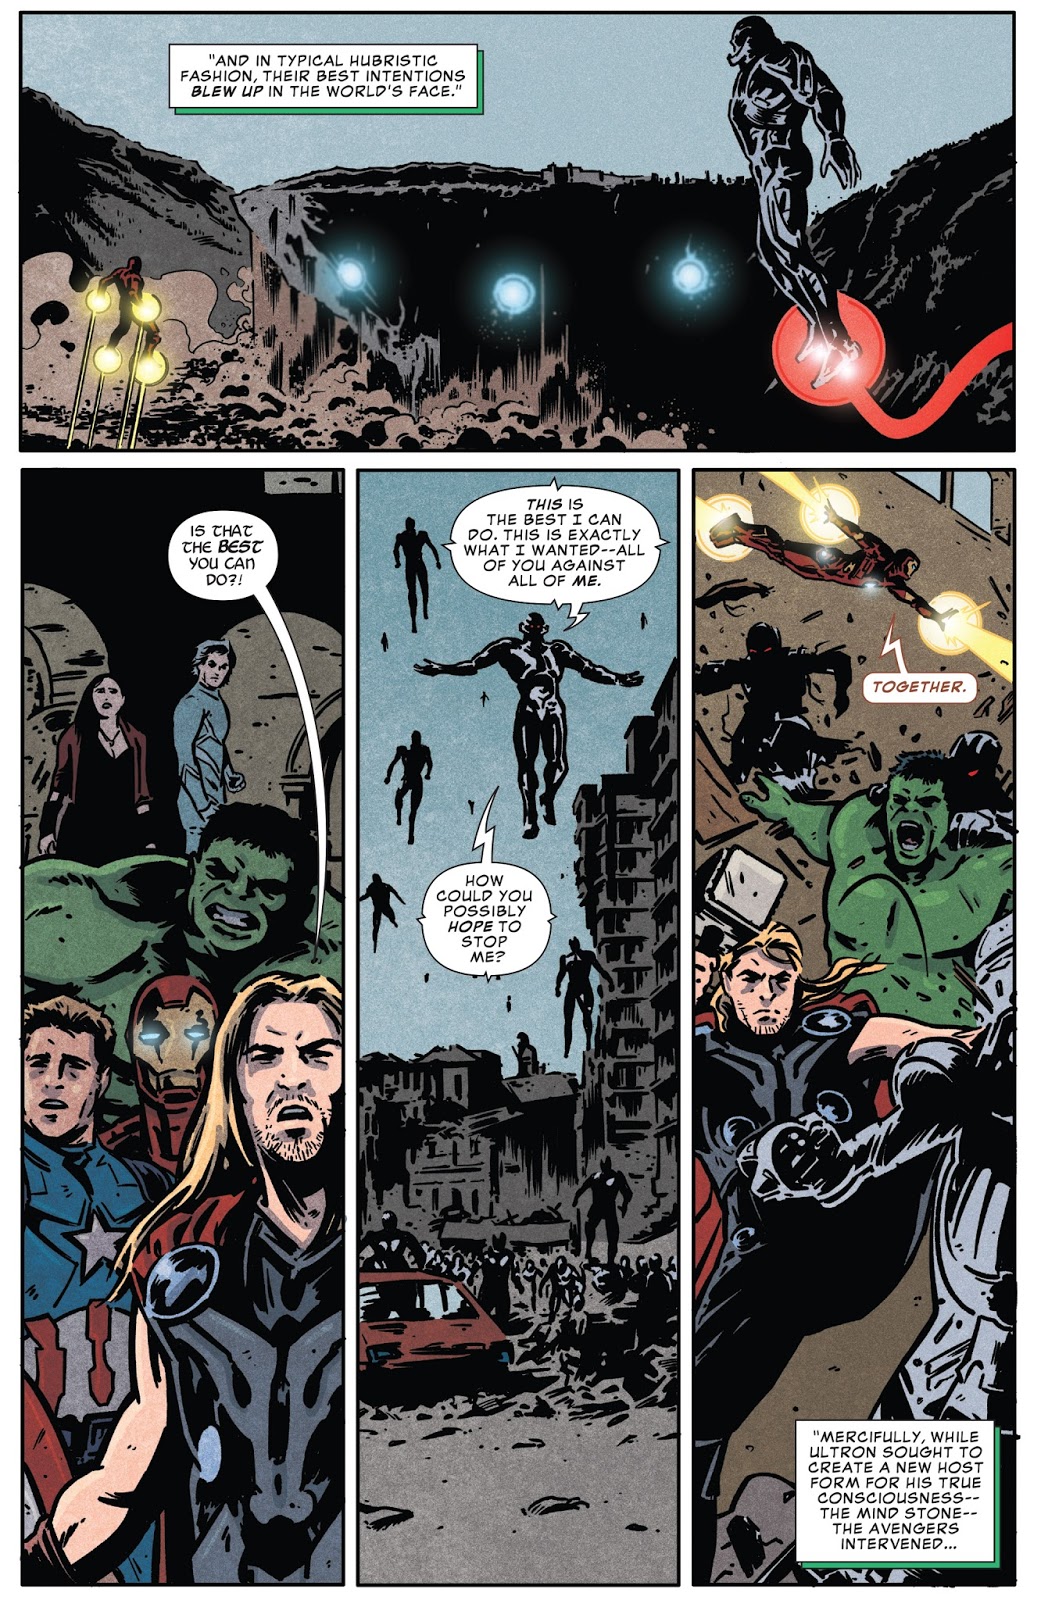 "AND IN TYPICAL HUBRISTIC
FASHION, THEIR BEST INTENTIONS
BLEW UP IN THE WORLD'S FACE."
IS THAT
THE BEST
YOU CAN
DO?!
THIS IS
THE BEST I CAN
DO. THIS IS EXACTLY
WHAT I WANTED--ALL
OF YOU AGAINST
ALL OF ME.
HOW
COULD YOU
POSSIBLY
HOPE TO
STOP
ME?
TOGETHER.
"MERCIFULLY, WHILE
ULTRON SOUGHT TO
CREATE A NEW HOST
FORM FOR HIS TRUE
CONSCIOUSNESS--
THE MIND STONE--
THE AVENGERS
INTERVENED...